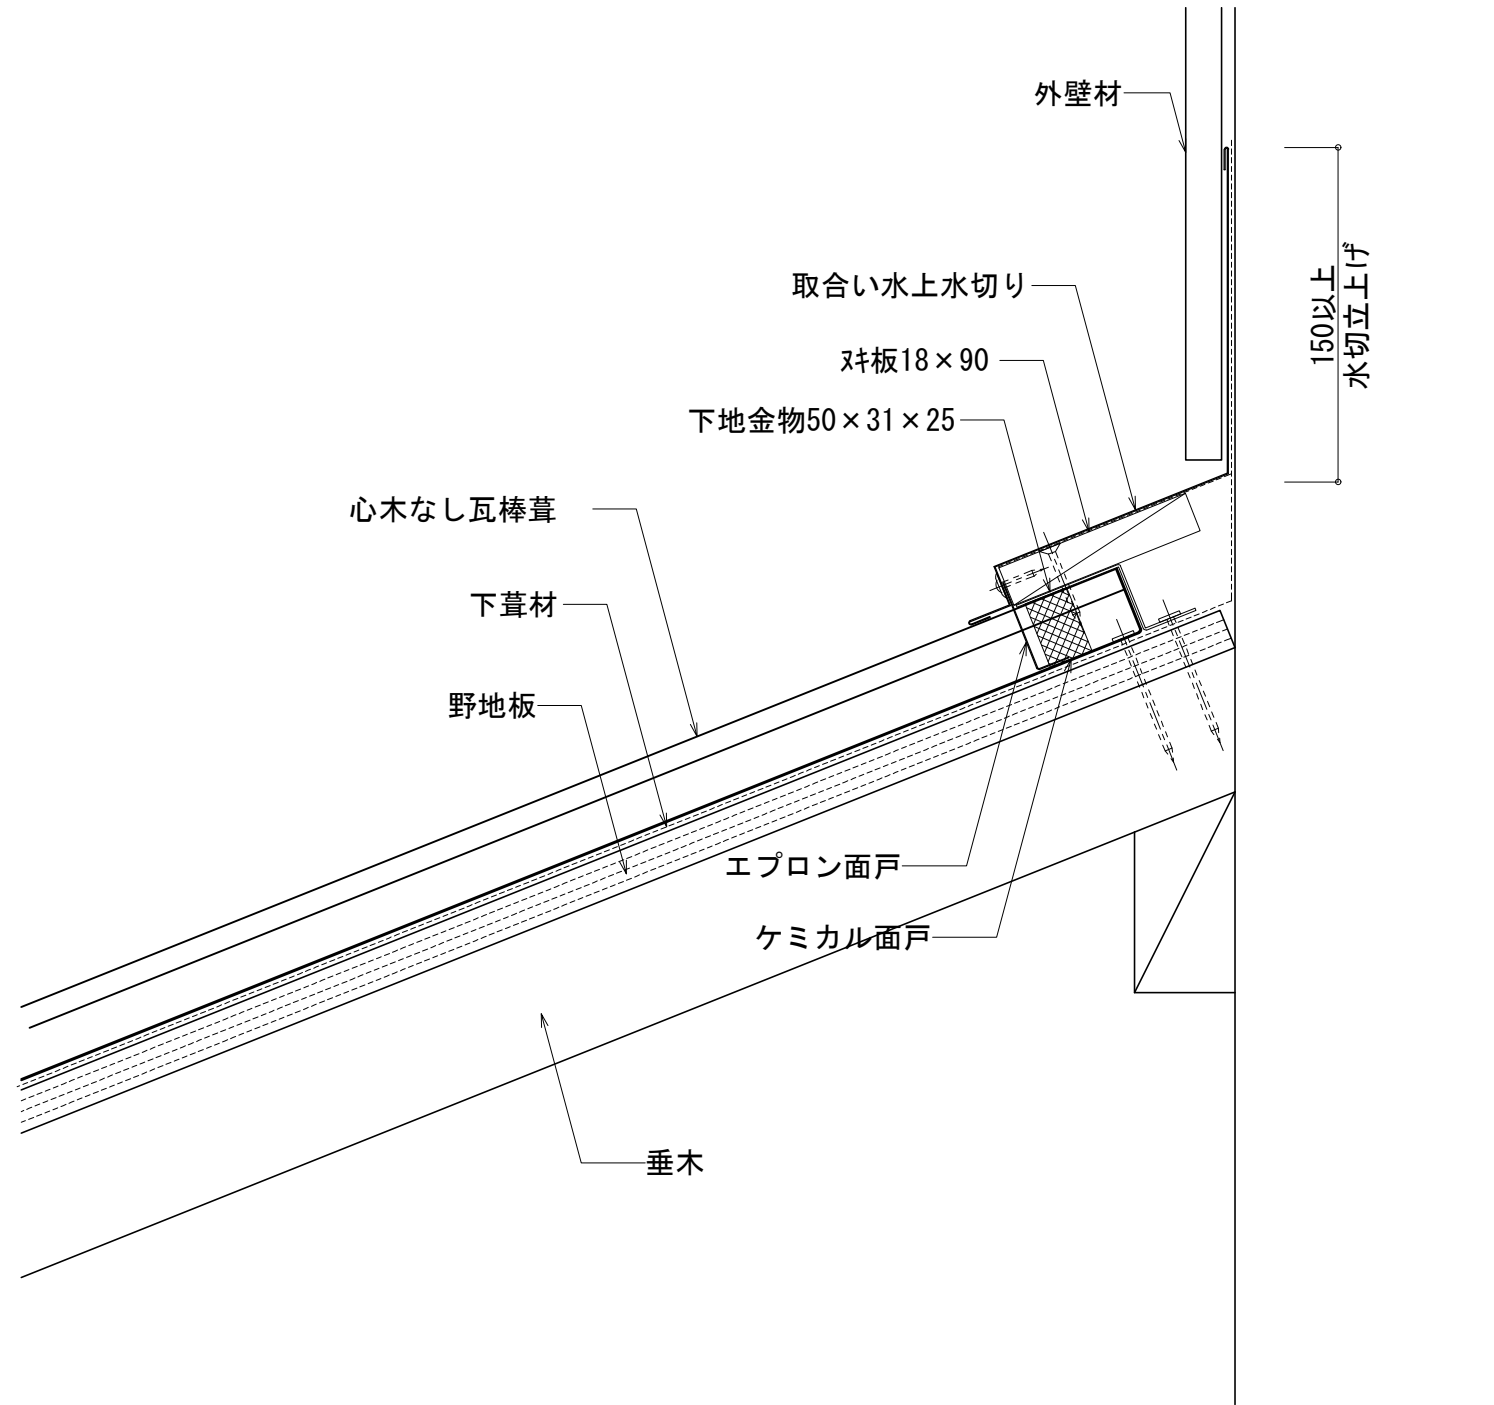 外壁材
取合い水上水切り
ﾇｷ板18×90
下地金物50×31×25
150以上
水切立上げ
心木なし瓦棒葺
下葺材
野地板
エプロン面戸
ケミカル面戸
垂木